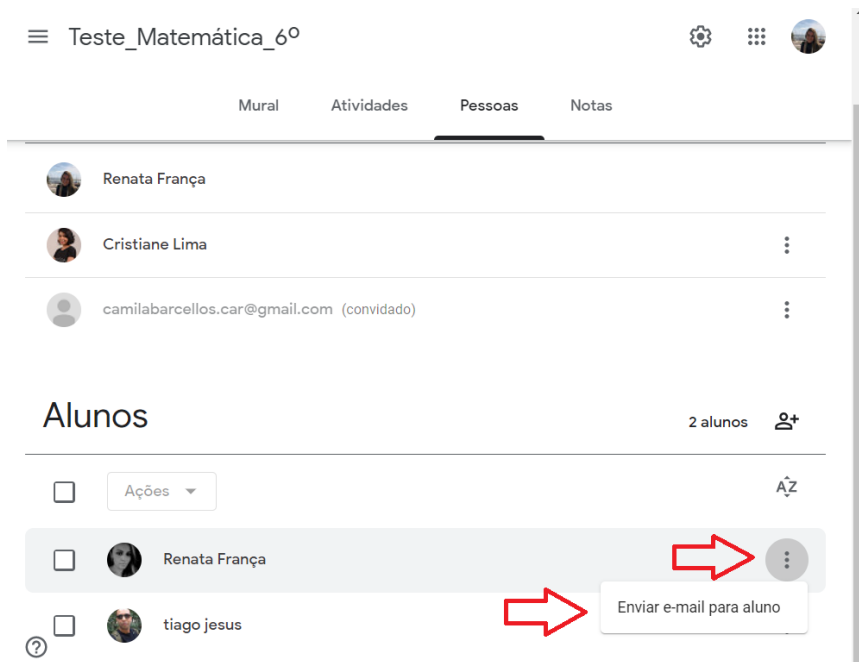 Teste_Matemática_6º
Mural Atividades Pessoas Notas
Renata França
Cristiane Lima
camilabarcellos.car@gmail.com (convidado)
Alunos 2 alunos
Ações AZ
Renata França
Enviar e-mail para aluno
tiago jesus
?